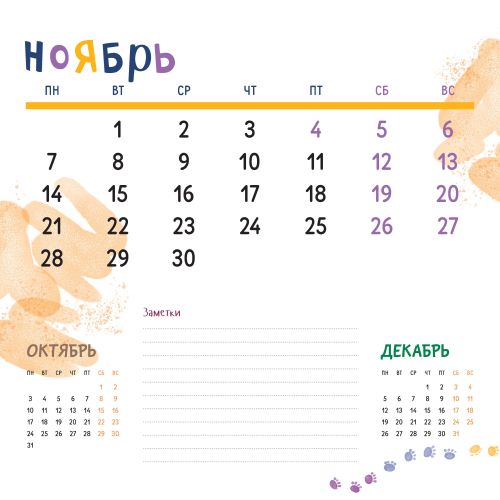 Ноябрь
ПН ВТ СР ЧТ ПТ СБ ВС
1 2 3 4 5 6
7 8 9 10 11 12 13
14 15 16 17 18 19 20
21 22 23 24 25 26 27
28 29 30
Заметки
ОКТЯБРЬ
ПН ВТ СР ЧТ ПТ СБ ВС
1 2
3 4 5 6 7 8 9
10 11 12 13 14 15 16
17 18 19 20 21 22 23
24 25 26 27 28 29 30
31
ДЕКАБРЬ
ПН ВТ СР ЧТ ПТ СБ ВС
1 2 3 4
5 6 7 8 9 10 11
12 13 14 15 16 17 18
19 20 21 22 23 24 25
26 27 28 29 30 31